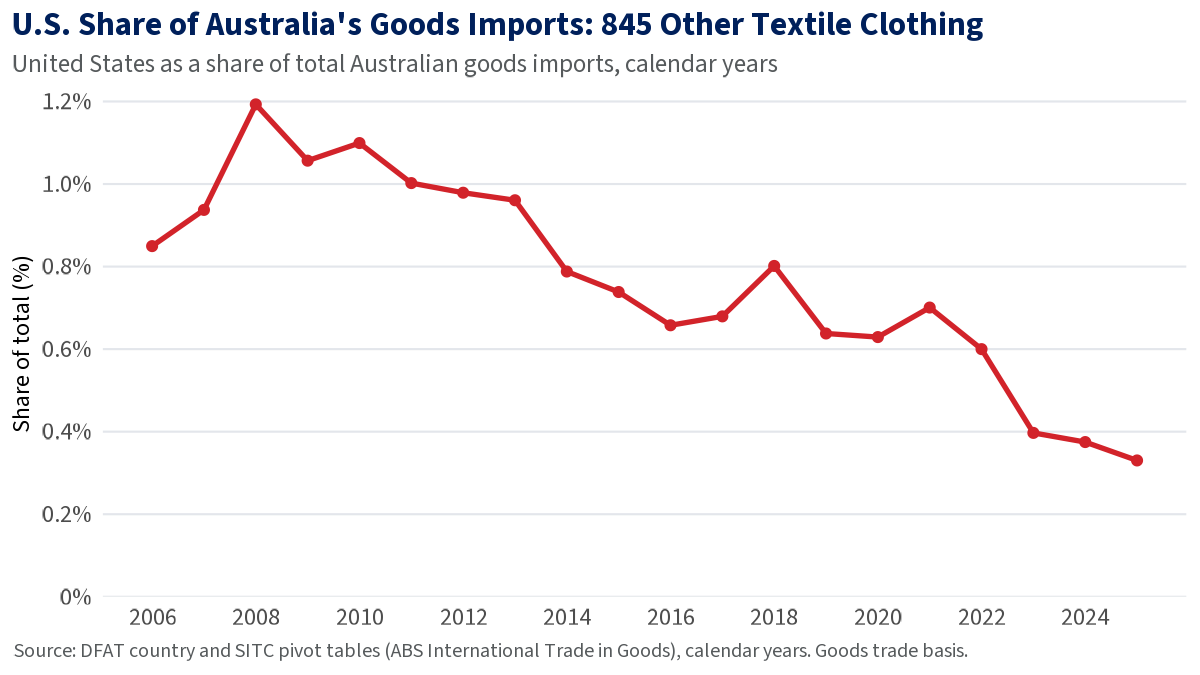 U.S. Share of Australia's Goods Imports: 845 Other Textile Clothing
United States as a share of total Australian goods imports, calendar years
Share of total (%)
1.2%
1.0%
0.8%
0.6%
0.4%
0.2%
0%
2006 2008 2010 2012 2014 2016 2018 2020 2022 2024
Source: DFAT country and SITC pivot tables (ABS International Trade in Goods), calendar years. Goods trade basis.